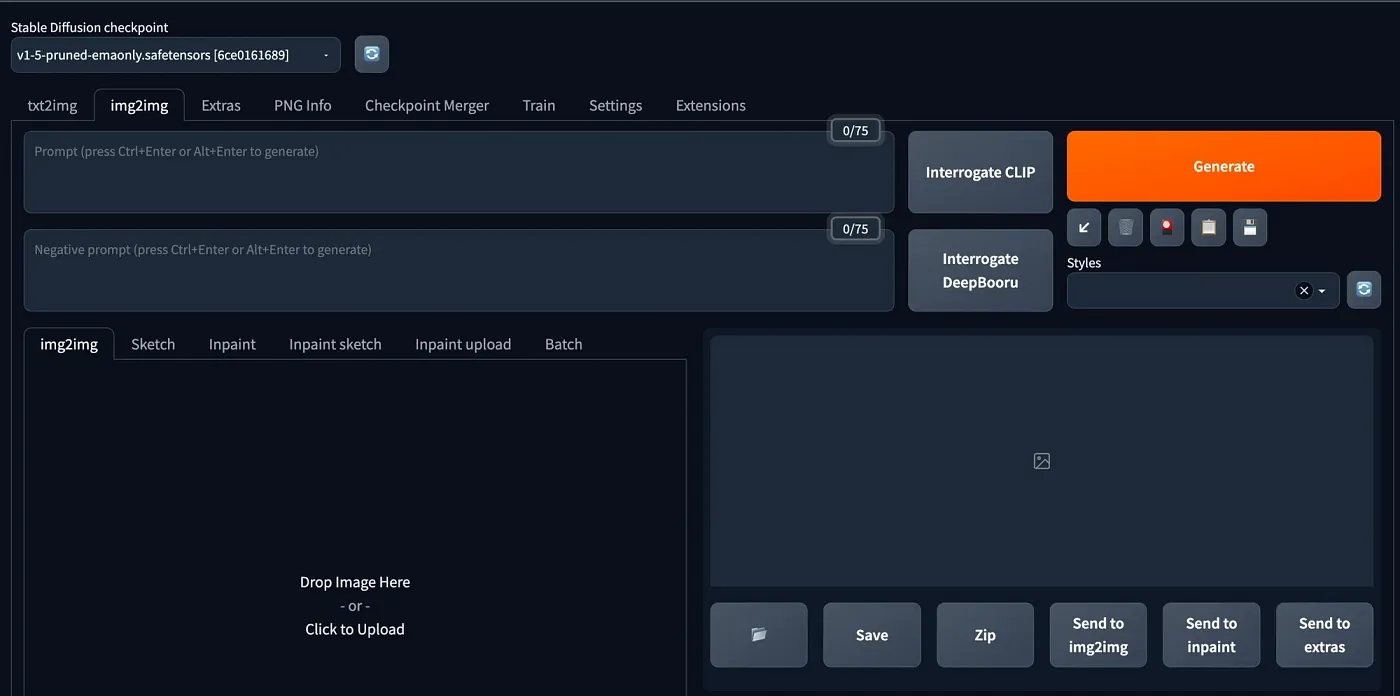 Stable Diffusion checkpoint
v1-5-pruned-emaonly.safetensors [6ce0161689]
txt2img img2img Extras PNG Info Checkpoint Merger Train Settings Extensions
0/75
Prompt (press Ctrl+Enter or Alt+Enter to generate)
Interrogate CLIP
Generate
0/75
Negative prompt (press Ctrl+Enter or Alt+Enter to generate)
Interrogate
DeepBooru
Styles
img2img Sketch Inpaint Inpaint sketch Inpaint upload Batch
Drop Image Here
- or -
Click to Upload
Save
Zip
Send to
img2img
Send to
inpaint
Send to
extras